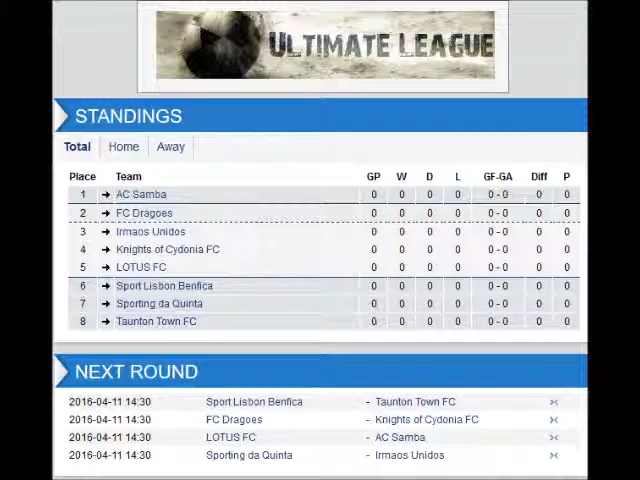 ULTIMATE LEAGUE
STANDINGS
Total Home Away
Place Team GP W D L GF-GA Diff P
1 AC Samba 0 0 0 0 0 - 0 0 0
2 FC Dragoes 0 0 0 0 0 - 0 0 0
3 Irmaos Unidos 0 0 0 0 0 - 0 0 0
4 Knights of Cydonia FC 0 0 0 0 0 - 0 0 0
5 LOTUS FC 0 0 0 0 0 - 0 0 0
6 Sport Lisbon Benfica 0 0 0 0 0 - 0 0 0
7 Sporting da Quinta 0 0 0 0 0 - 0 0 0
8 Taunton Town FC 0 0 0 0 0 - 0 0 0
NEXT ROUND
2016-04-11 14:30 Sport Lisbon Benfica - Taunton Town FC
2016-04-11 14:30 FC Dragoes - Knights of Cydonia FC
2016-04-11 14:30 LOTUS FC - AC Samba
2016-04-11 14:30 Sporting da Quinta - Irmaos Unidos